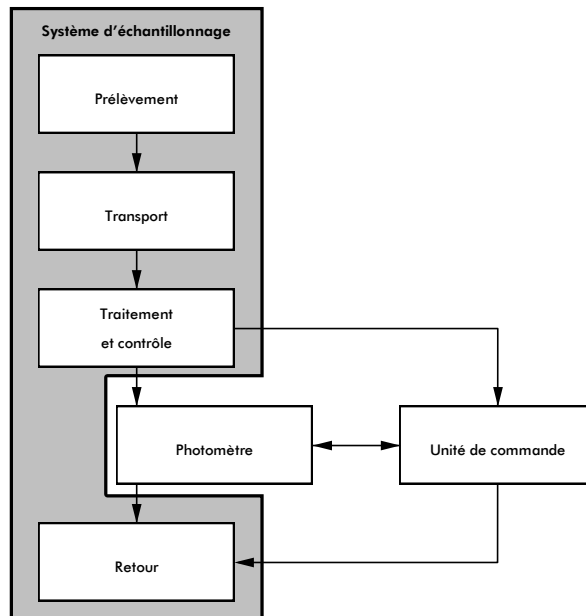 Système d'échantillonnage
Prélèvement
Transport
Traitement
et contrôle
Photomètre
Unité de commande
Retour